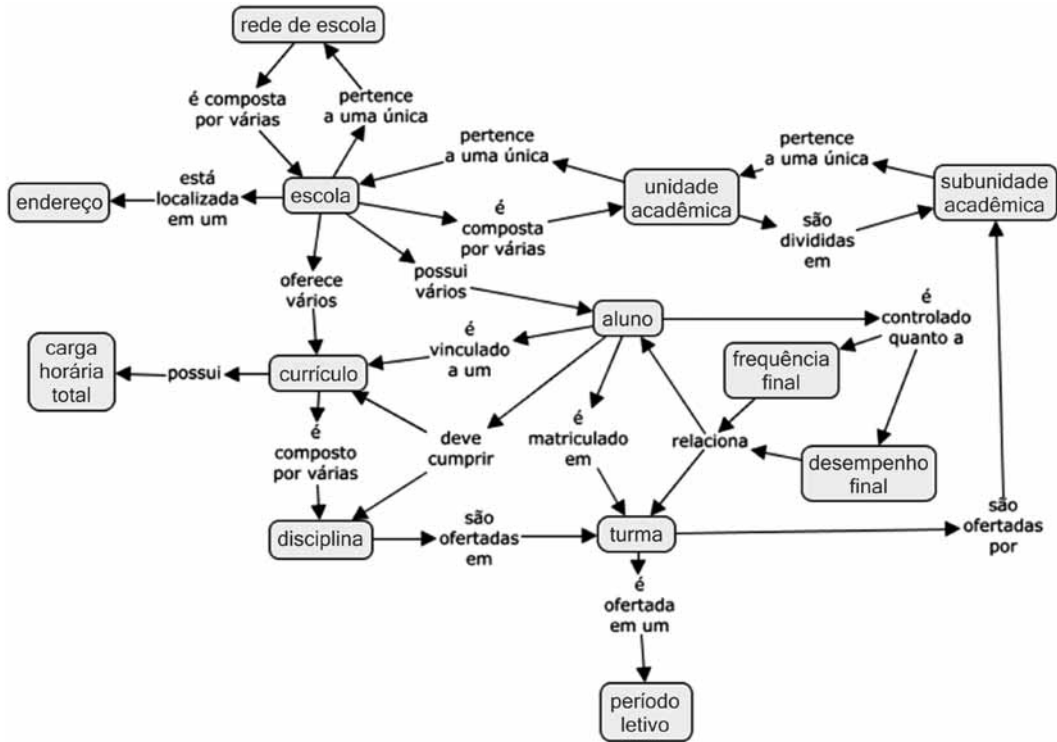 rede de escola
é composta
por várias
pertence
a uma única
pertence
a uma única
pertence
a uma única
endereço
está
localizada
em um
escola
unidade
acadêmica
subunidade
acadêmica
é
composta
por várias
são
divididas
em
oferece
vários
possui
vários
aluno
é
controlado
quanto a
carga
horária
total
possui
currículo
é
vinculado
a um
frequência
final
é
composto
por várias
deve
cumprir
é
matriculado
em
relaciona
desempenho
final
disciplina
são
ofertadas
em
turma
são
ofertadas
por
é
ofertada
em um
período
letivo